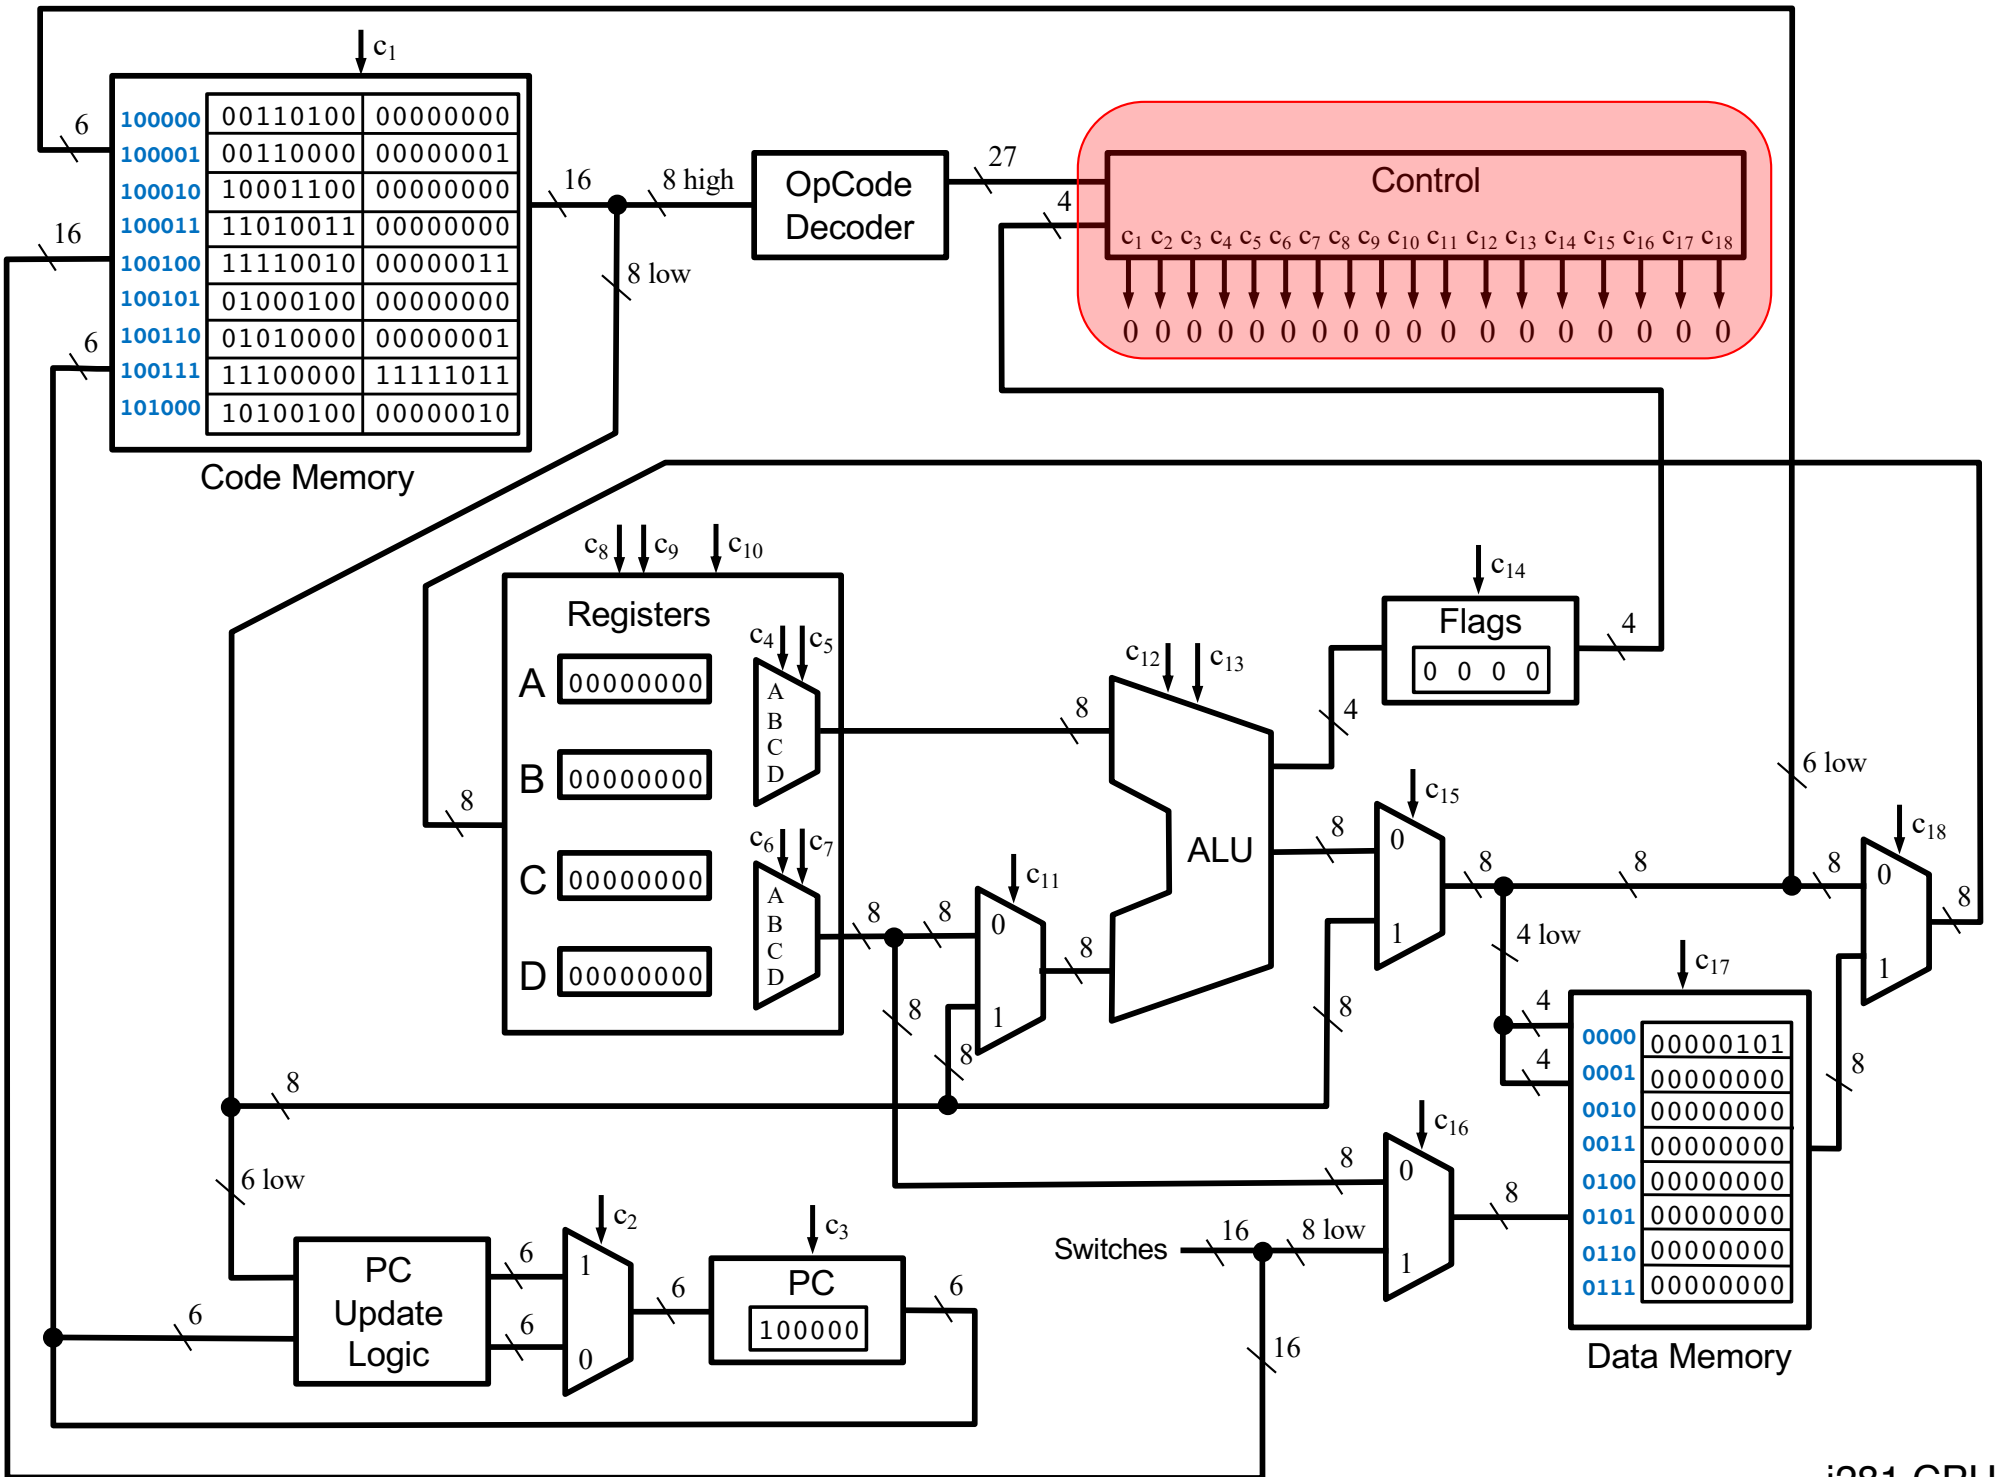 c1
6
100000 00110100 00000000
100001 00110000 00000001
100010 10001100 00000000
100011 11010011 00000000
100100 11110010 00000011
100101 01000100 00000000
100110 01010000 00000001
100111 11100000 11111011
101000 10100100 00000010
16
6
Code Memory
16
8 high
8 low
OpCode
Decoder
27
4
Control
c1 c2 c3 c4 c5 c6 c7 c8 c9 c10 c11 c12 c13 c14 c15 c16 c17 c18
0 0 0 0 0 0 0 0 0 0 0 0 0 0 0 0 0 0
c8 c9 c10
Registers
A 00000000
B 00000000
C 00000000
D 00000000
8
c4 c5
A
B
C
D
c6 c7
A
B
C
D
8
8
8
8
c11
0
1
8
8
c12 c13
ALU
c14
Flags
0 0 0 0
4
4
8
c15
0
1
8
8
4 low
8
6 low
8
c18
0
1
8
c17
4
4
0000 00000101
0001 00000000
0010 00000000
0011 00000000
0100 00000000
0101 00000000
0110 00000000
0111 00000000
Data Memory
8
8
6 low
PC
Update
Logic
6
6
6
c2
1
0
6
c3
PC
100000
6
Switches
16
8 low
16
8
c16
0
1
8
i281 CPU